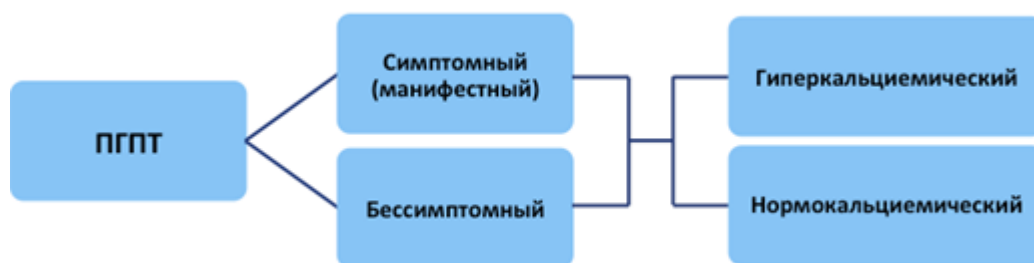 ПГПТ
Симптомный
(манифестный)
Бессимптомный
Гиперкальциемический
Нормокальциемический